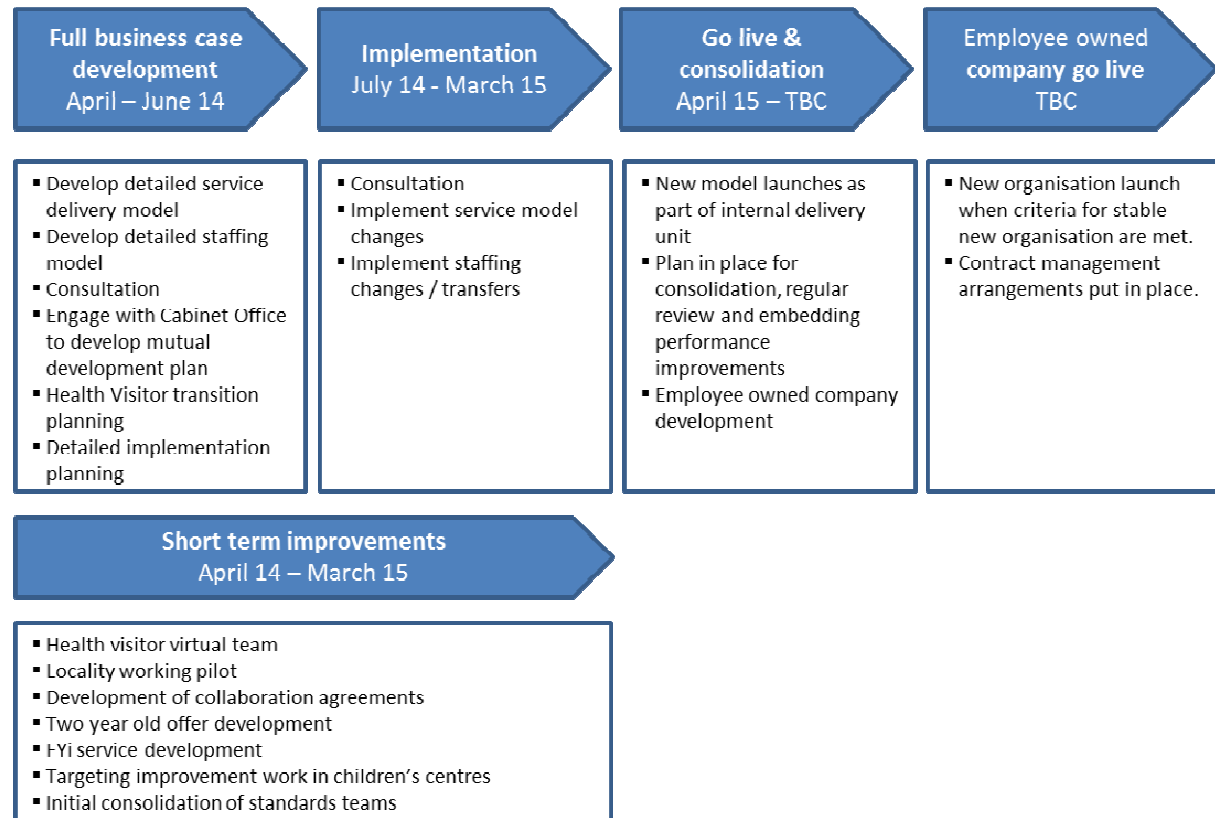 Full business case
development
April – June 14
Implementation
July 14 - March 15
Go live &
consolidation
April 15 – TBC
Employee owned
company go live
TBC
▪ Develop detailed service
delivery model
▪ Develop detailed staffing
model
▪ Consultation
▪ Engage with Cabinet Office
to develop mutual
development plan
▪ Health Visitor transition
planning
▪ Detailed implementation
planning
▪ Consultation
▪ Implement service model
changes
▪ Implement staffing
changes / transfers
▪ New model launches as
part of internal delivery
unit
▪ Plan in place for
consolidation, regular
review and embedding
performance
improvements
▪ Employee owned company
development
▪ New organisation launch
when criteria for stable
new organisation are met.
▪ Contract management
arrangements put in place.
Short term improvements
April 14 – March 15
▪ Health visitor virtual team
▪ Locality working pilot
▪ Development of collaboration agreements
▪ Two year old offer development
▪ FYi service development
▪ Targeting improvement work in children's centres
▪ Initial consolidation of standards teams